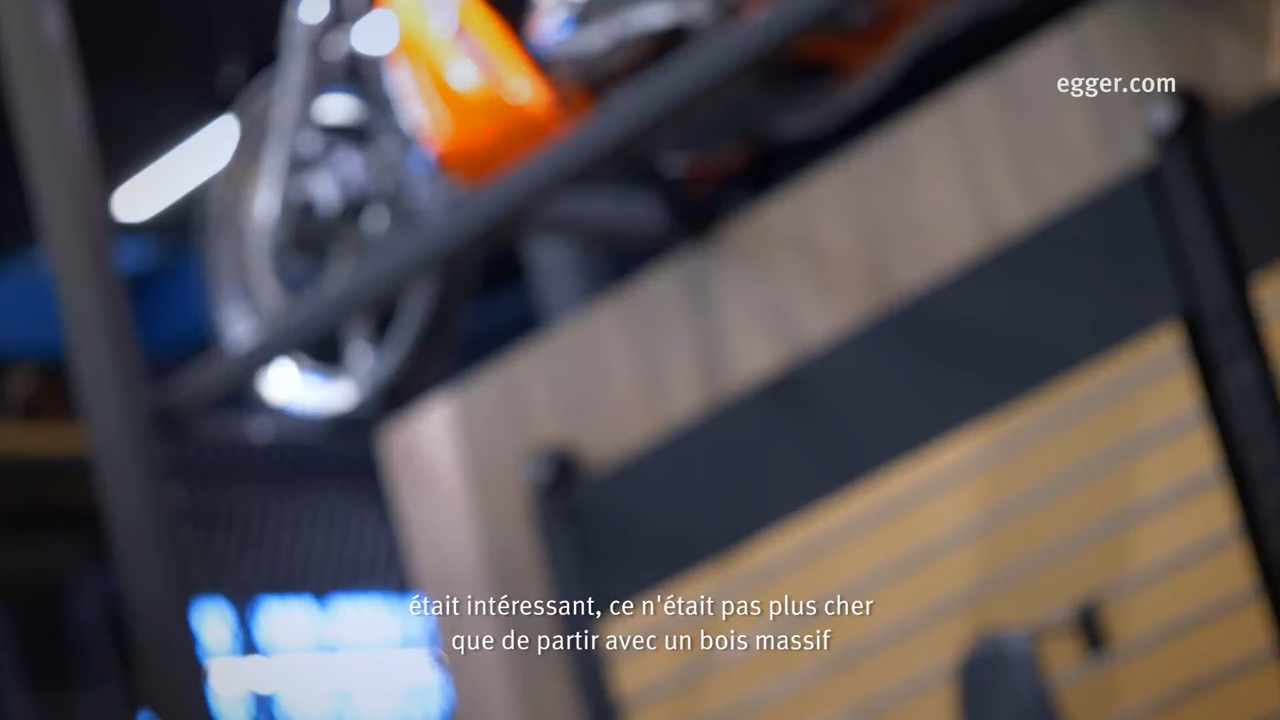 egger.com
était intéressant, ce n'était pas plus cher
que de partir avec un bois massif